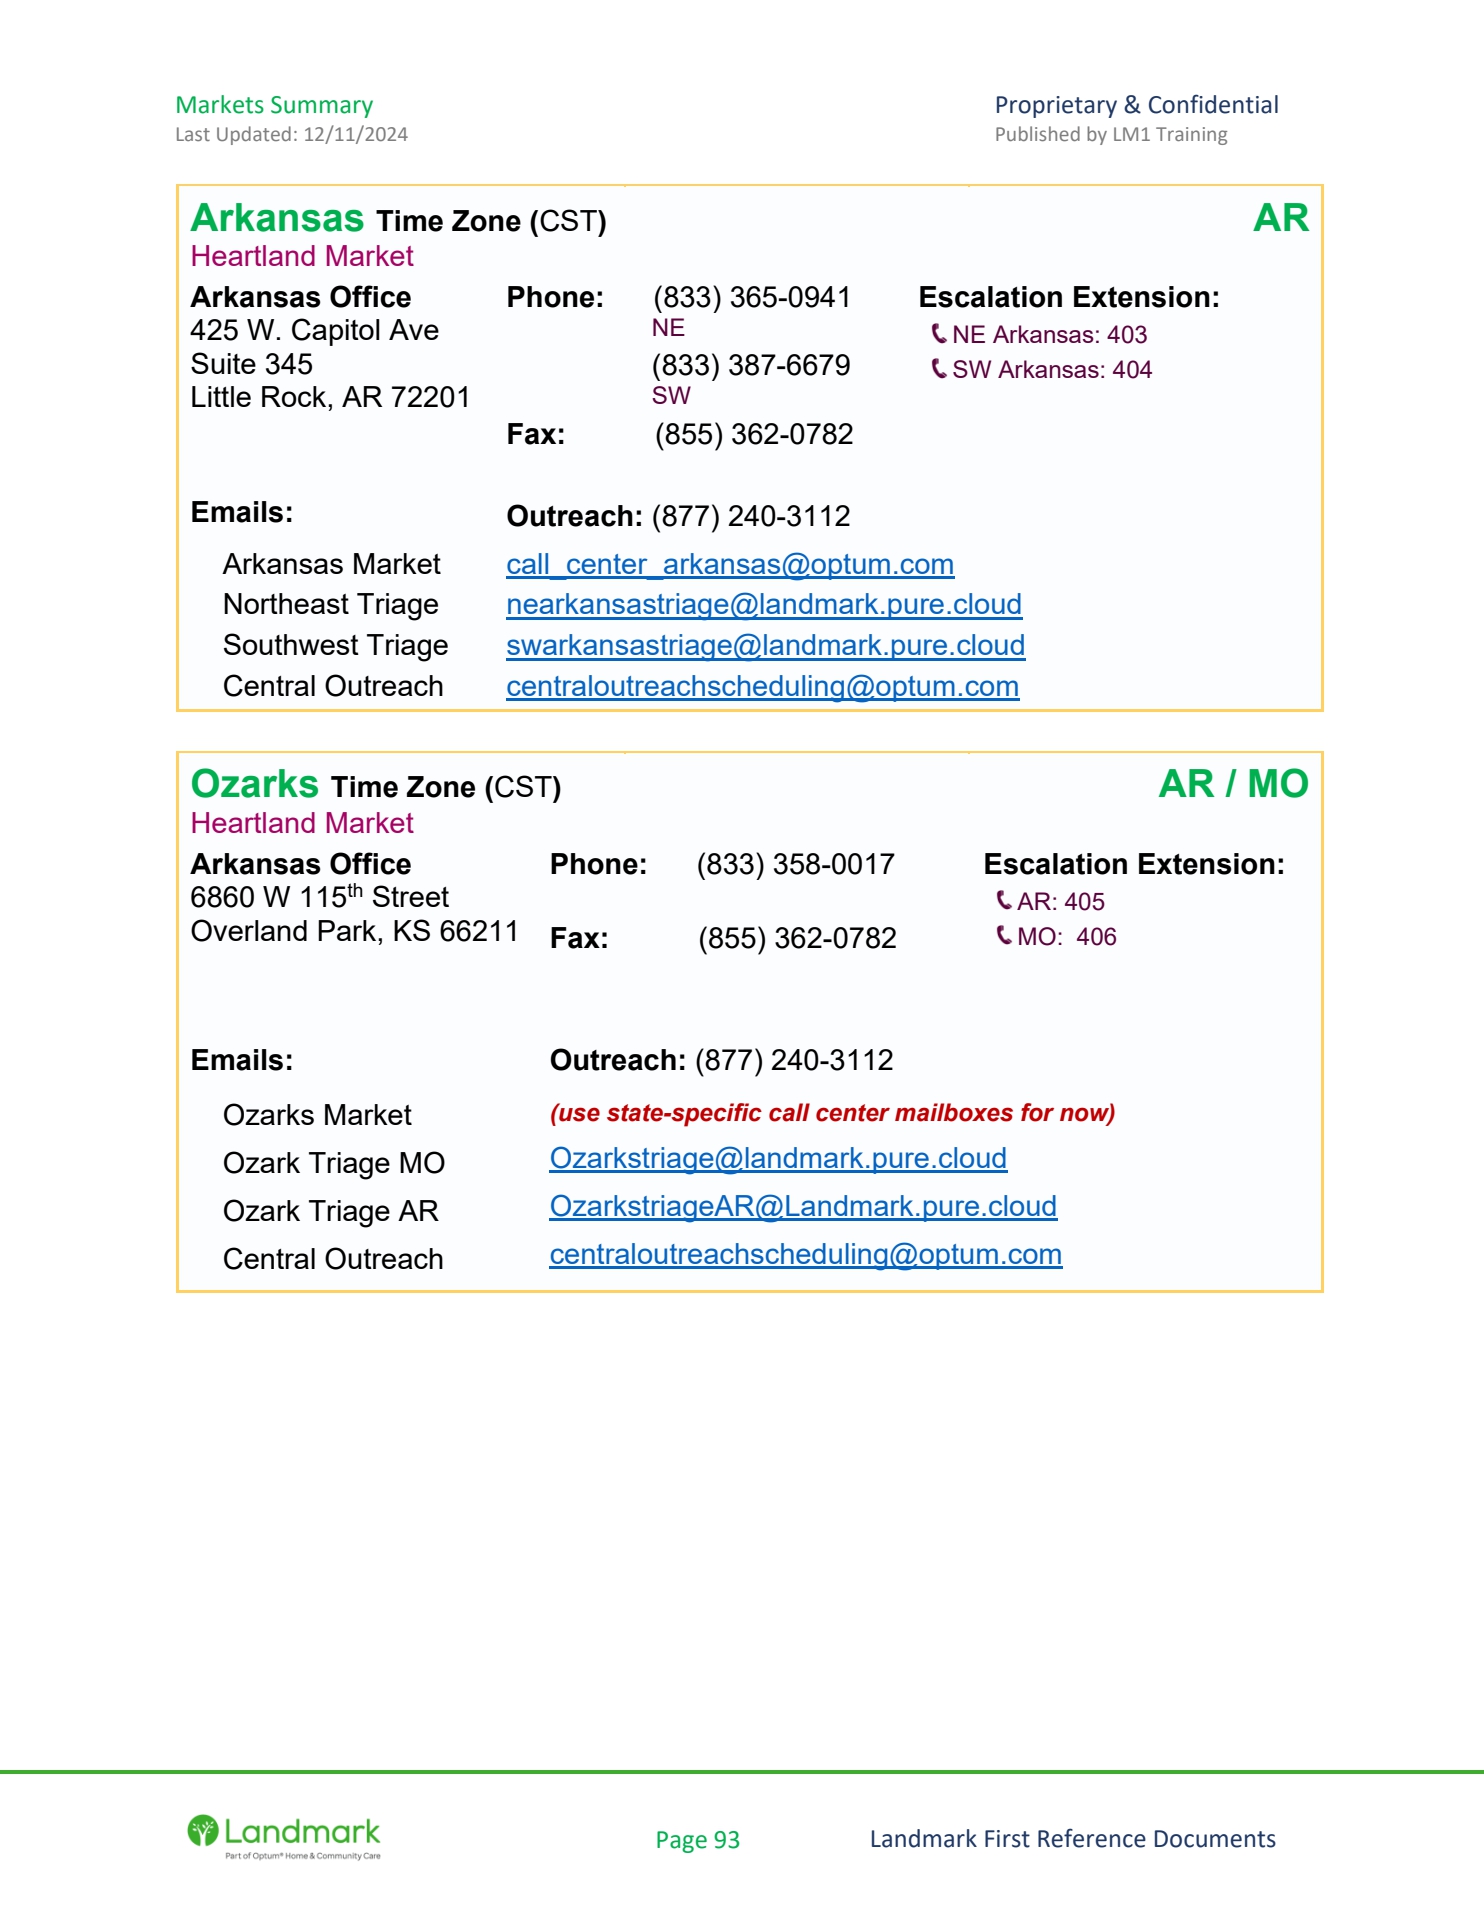 Markets Summary
Proprietary & Confidential
Last Updated: 12/11/2024
Published by LM1 Training
Arkansas Time Zone (CST)
AR
Heartland Market
Arkansas Office
425 W. Capitol Ave
Suite 345
Little Rock, AR 72201
Phone: (833) 365-0941
NE
(833) 387-6679
SW
Fax: (855) 362-0782
Escalation Extension:
NE Arkansas: 403
SW Arkansas: 404
Emails:
Outreach: (877) 240-3112
Arkansas Market call_center_arkansas@optum.com
Northeast Triage nearkansastriage@landmark.pure.cloud
Southwest Triage swarkansastriage@landmark.pure.cloud
Central Outreach centraloutreachscheduling@optum.com
Ozarks Time Zone (CST)
AR / MO
Heartland Market
Arkansas Office
6860 W 115th Street
Overland Park, KS 66211
Phone: (833) 358-0017
Fax: (855) 362-0782
Escalation Extension:
AR: 405
MO: 406
Emails:
Outreach: (877) 240-3112
Ozarks Market (use state-specific call center mailboxes for now)
Ozark Triage MO Ozarkstriage@landmark.pure.cloud
Ozark Triage AR OzarkstriageAR@Landmark.pure.cloud
Central Outreach centraloutreachscheduling@optum.com
Landmark
Part of Optum® Home & Community Care
Page 93
Landmark First Reference Documents